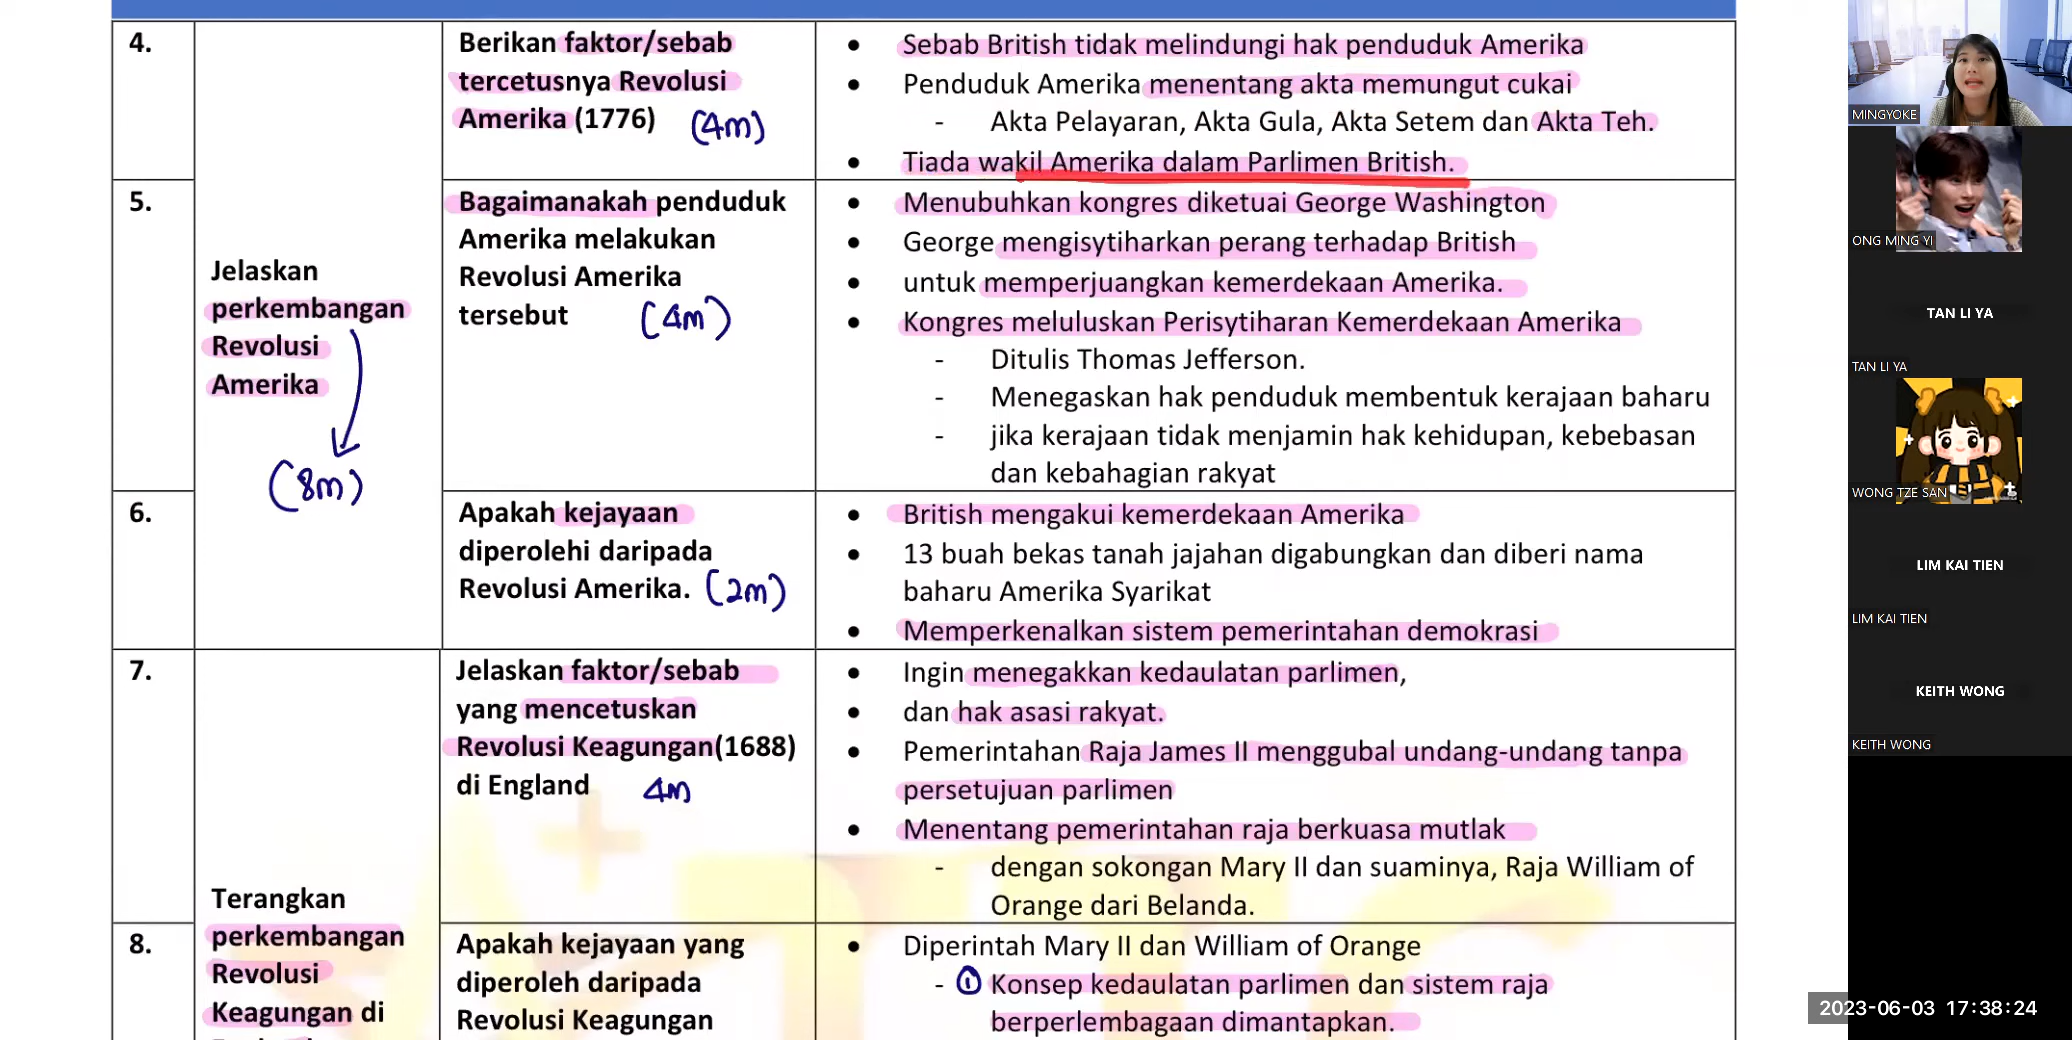 4.
Berikan faktor/sebab
tercetusnya Revolusi
Amerika (1776) (4m)
• Sebab British tidak melindungi hak penduduk Amerika
• Penduduk Amerika menentang akta memungut cukai
- Akta Pelayaran, Akta Gula, Akta Setem dan Akta Teh.
• Tiada wakil Amerika dalam Parlimen British.
5.
Jelaskan
perkembangan
Revolusi
Amerika
(8m)
Bagaimanakah penduduk
Amerika melakukan
Revolusi Amerika
tersebut (4m)
• Menubuhkan kongres diketuai George Washington
• George mengisytiharkan perang terhadap British
• untuk memperjuangkan kemerdekaan Amerika.
• Kongres meluluskan Perisytiharan Kemerdekaan Amerika
- Ditulis Thomas Jefferson.
- Menegaskan hak penduduk membentuk kerajaan baharu
- jika kerajaan tidak menjamin hak kehidupan, kebebasan
dan kebahagian rakyat
6.
Apakah kejayaan
diperolehi daripada
Revolusi Amerika. (2m)
• British mengakui kemerdekaan Amerika
• 13 buah bekas tanah jajahan digabungkan dan diberi nama
baharu Amerika Syarikat
• Memperkenalkan sistem pemerintahan demokrasi
7.
Jelaskan faktor/sebab
yang mencetuskan
Revolusi Keagungan(1688)
di England 4m
• Ingin menegakkan kedaulatan parlimen,
• dan hak asasi rakyat.
• Pemerintahan Raja James II menggubal undang-undang tanpa
persetujuan parlimen
• Menentang pemerintahan raja berkuasa mutlak
- dengan sokongan Mary II dan suaminya, Raja William of
Orange dari Belanda.
Terangkan
perkembangan
Revolusi
Keagungan di
8.
Apakah kejayaan yang
diperoleh daripada
Revolusi Keagungan
• Diperintah Mary II dan William of Orange
- ① Konsep kedaulatan parlimen dan sistem raja
berperlembagaan dimantapkan.
MINGYOKE
ONG MING YI
TAN LI YA
TAN LI YA
WONG TZE SAN
LIM KAI TIEN
LIM KAI TIEN
KEITH WONG
KEITH WONG
2023-06-03 17:38:24